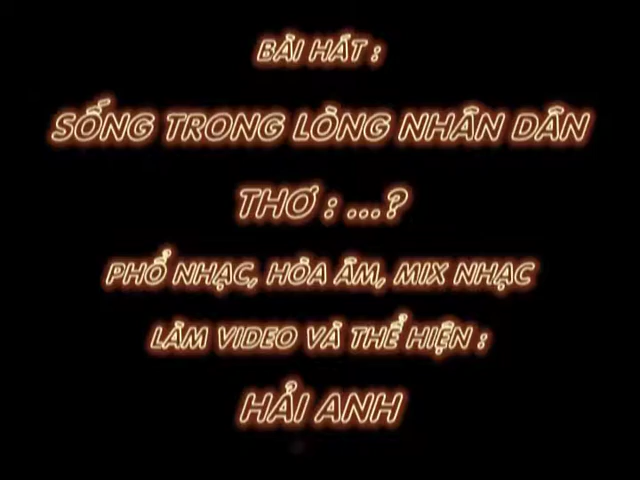 BÀI HÁT :
SỐNG TRONG LÒNG NHÂN DÂN
THƠ : ...?
PHỔ NHẠC, HÒA ÂM, MIX NHẠC
LÀM VIDEO VÀ THỂ HIỆN :
HẢI ANH